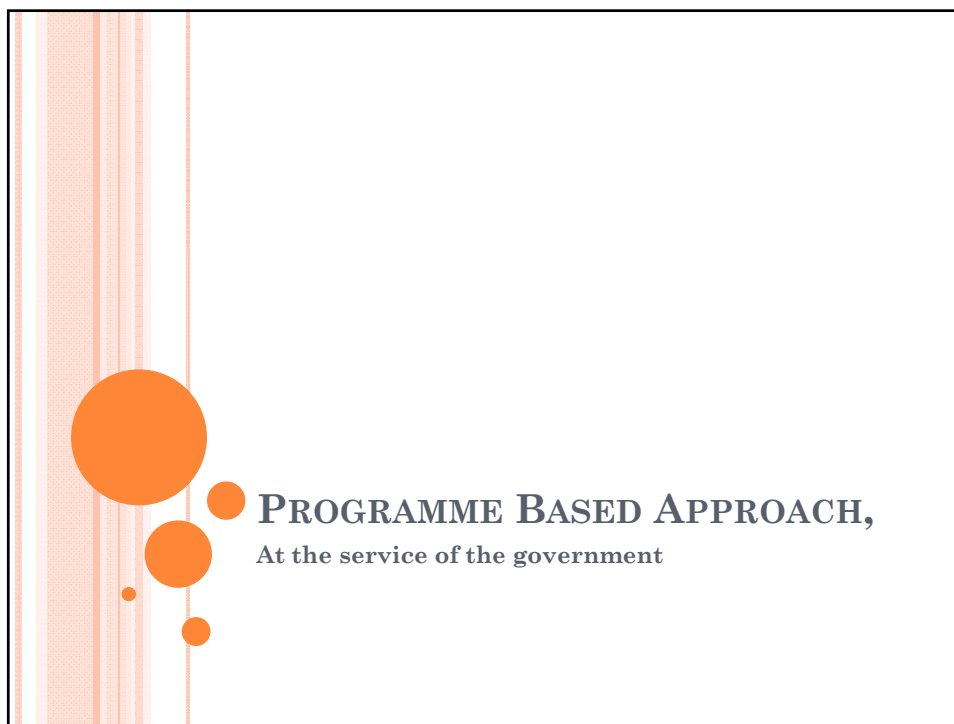 PROGRAMME BASED APPROACH,
At the service of the government